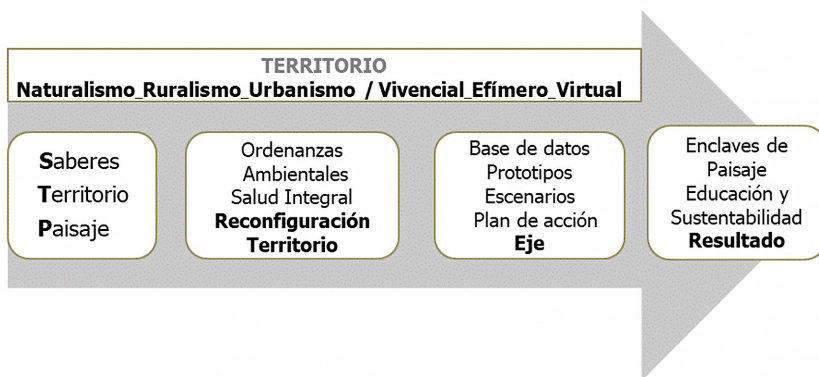 TERRITORIO
Naturalismo_Ruralismo_Urbanismo / Vivencial_Efímero_Virtual
Saberes
Territorio
Paisaje
Ordenanzas
Ambientales
Salud Integral
Reconfiguración
Territorio
Base de datos
Prototipos
Escenarios
Plan de acción
Eje
Enclaves de
Paisaje
Educación y
Sustentabilidad
Resultado